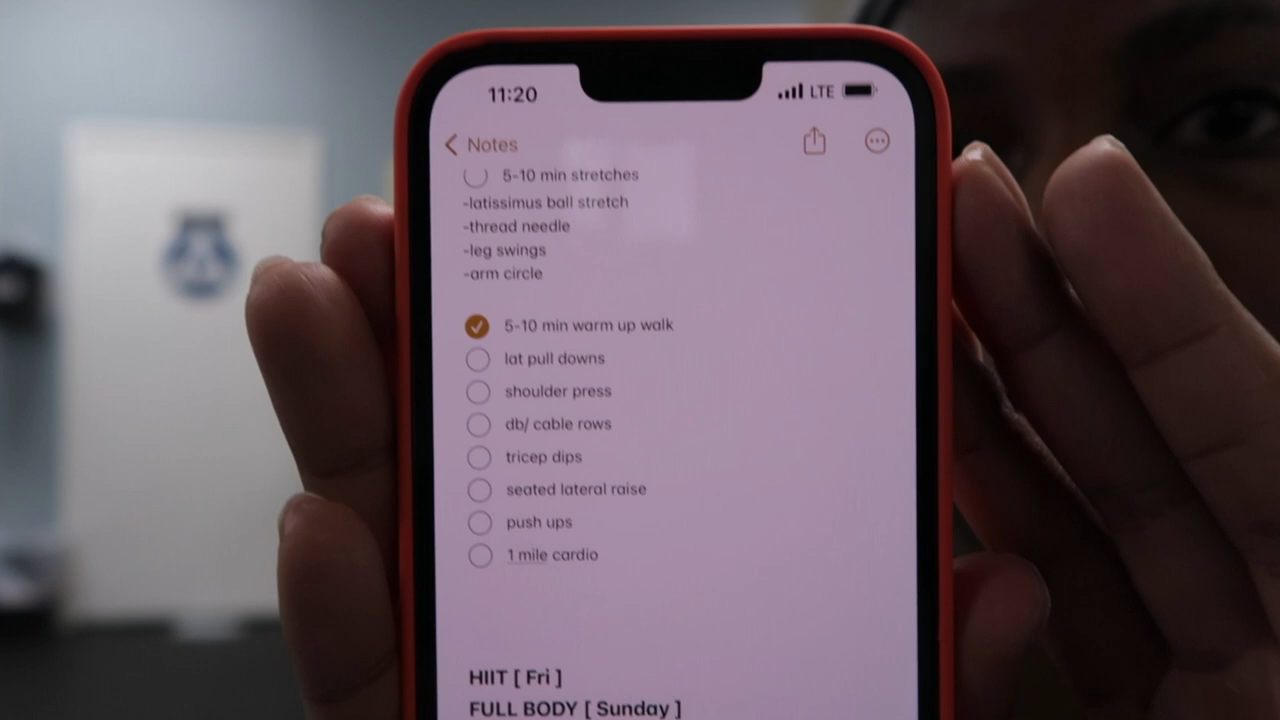 11:20
LTE
Notes
5-10 min stretches
-latissimus ball stretch
-thread needle
-leg swings
-arm circle
5-10 min warm up walk
lat pull downs
shoulder press
db/ cable rows
tricep dips
seated lateral raise
push ups
1 mile cardio
HIIT [ Fri ]
FULL BODY [ Sunday ]